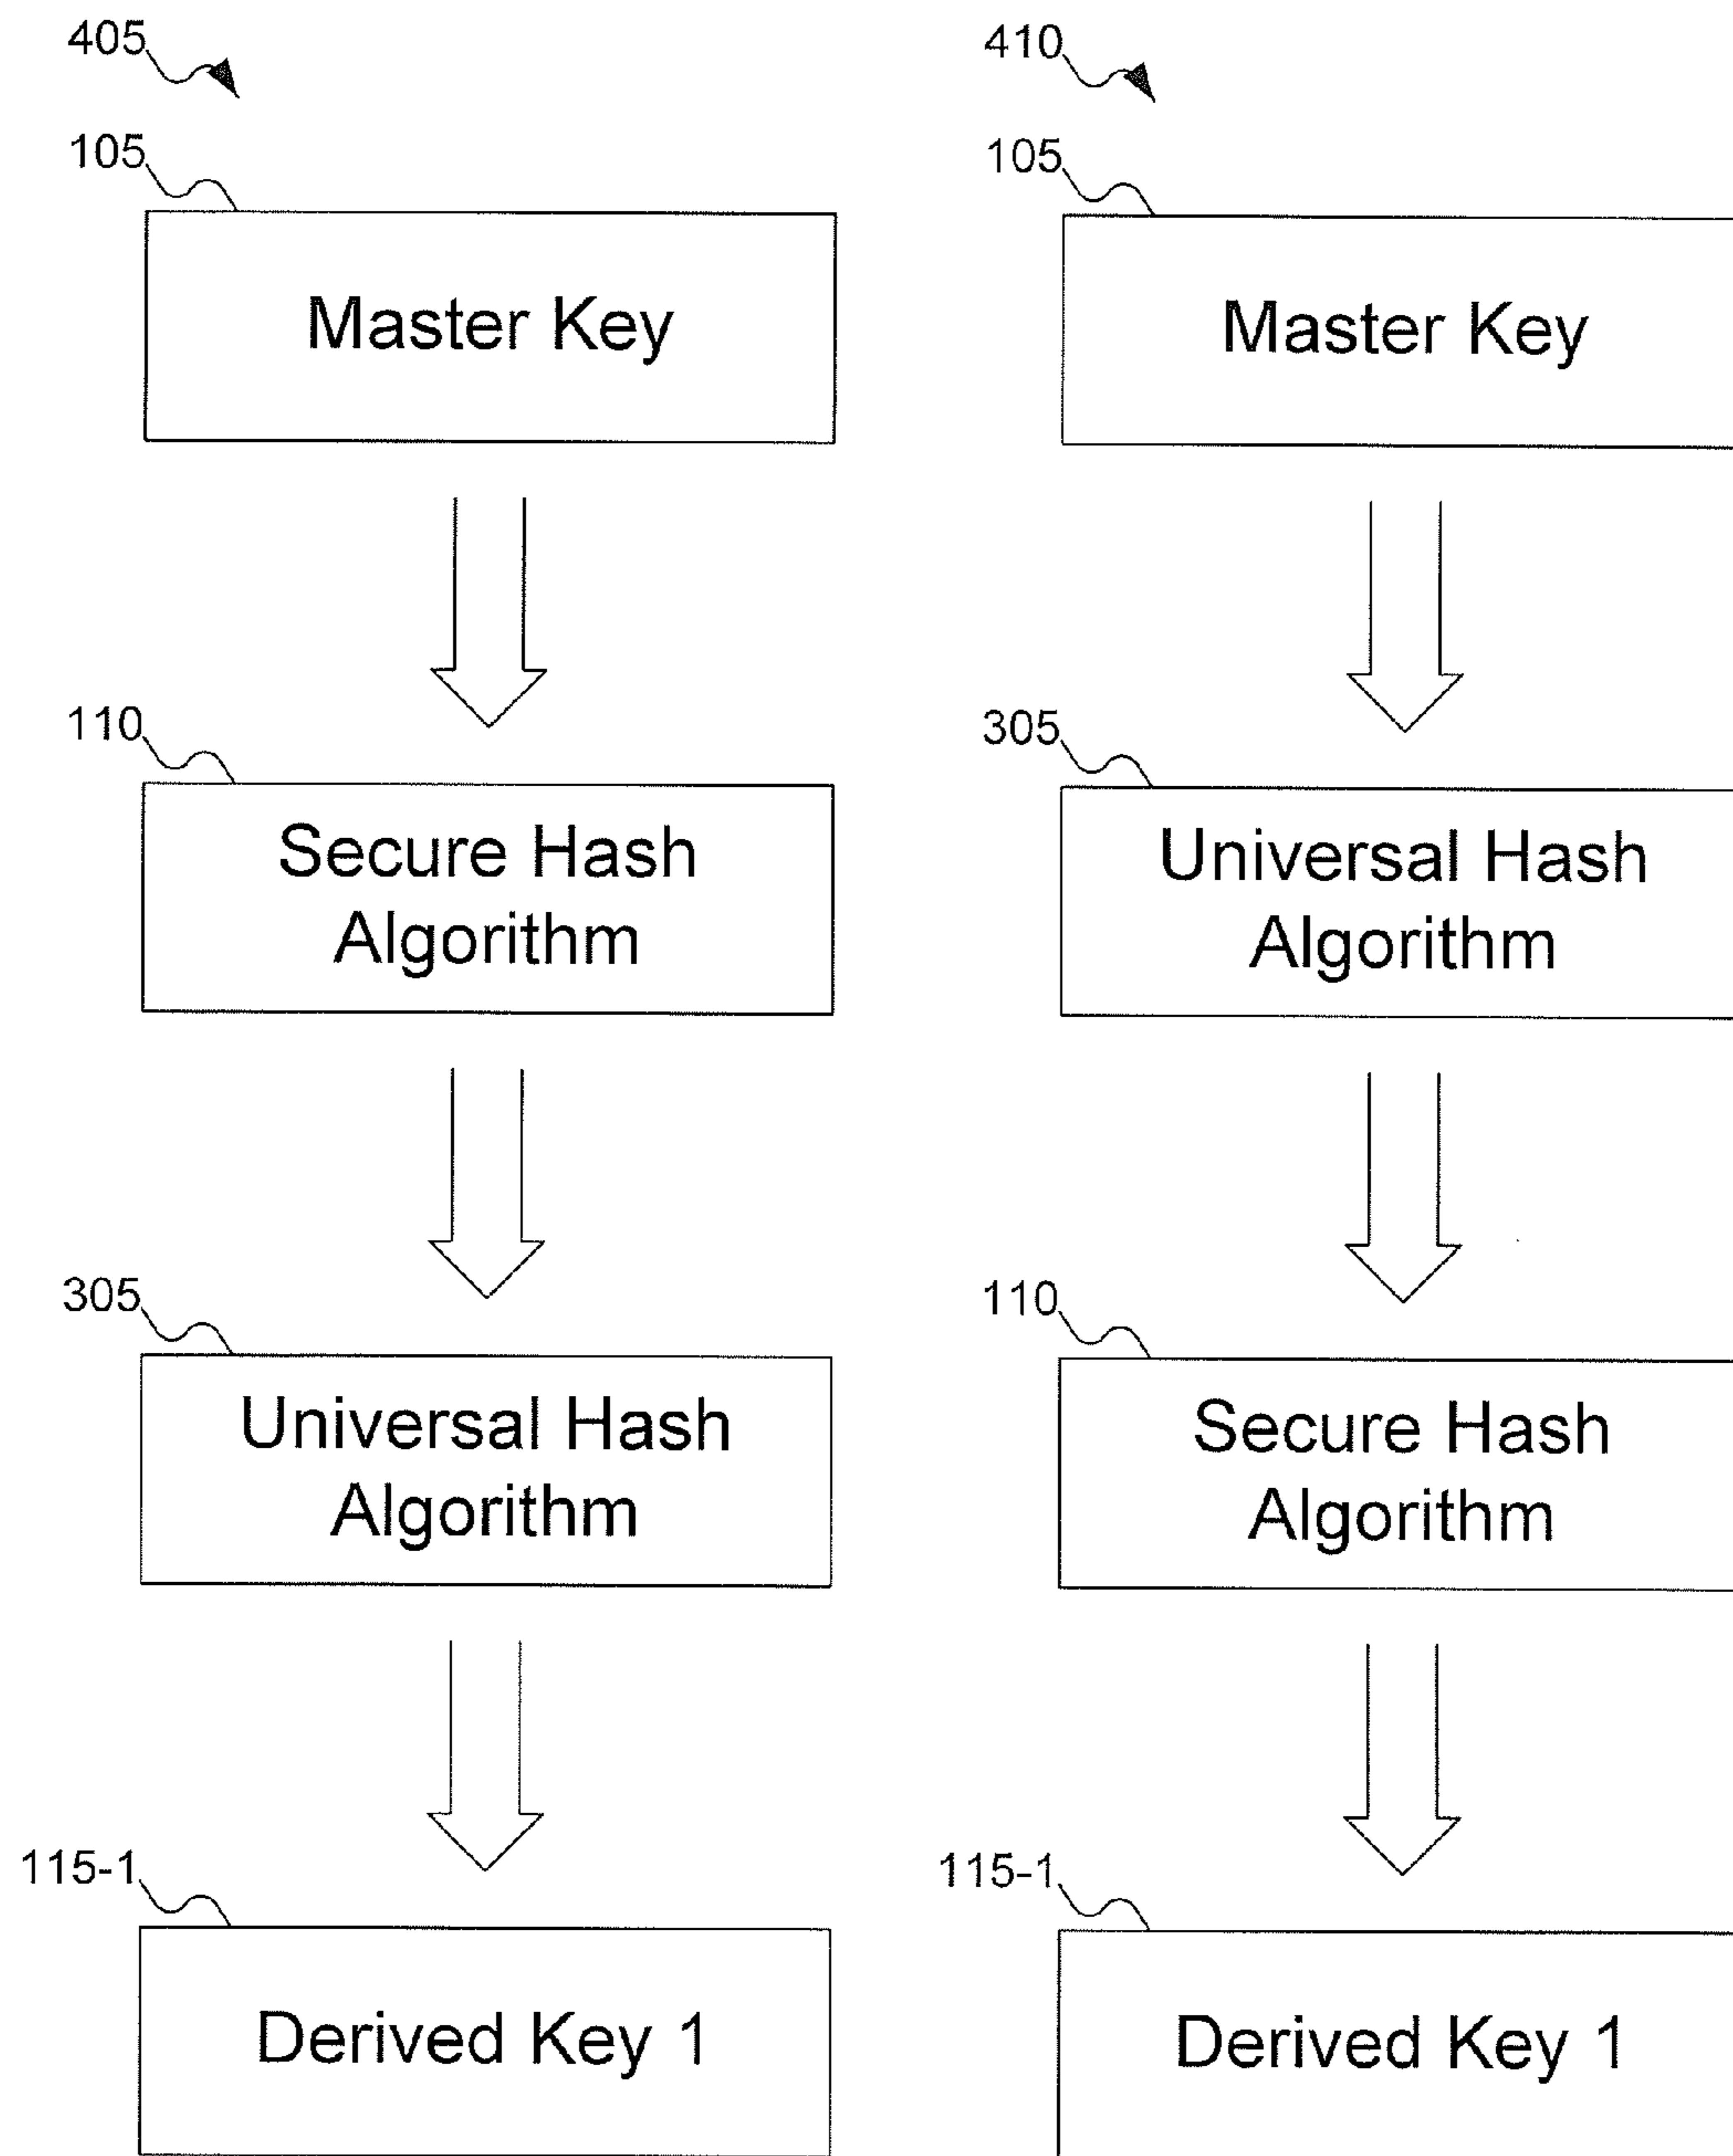 405
105
Master Key
110
Secure Hash
Algorithm
305
Universal Hash
Algorithm
115-1
Derived Key 1
410
105
Master Key
305
Universal Hash
Algorithm
110
Secure Hash
Algorithm
115-1
Derived Key 1